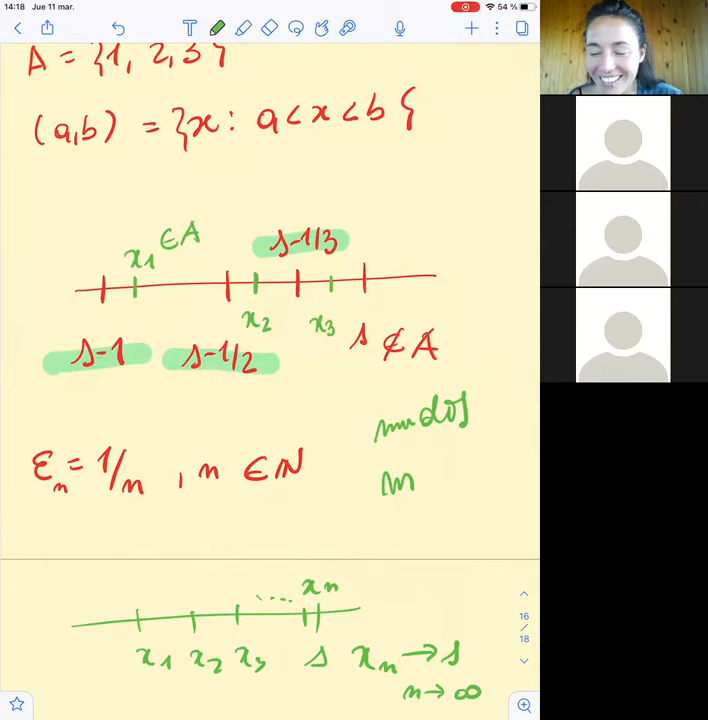 14:18 Jue 11 mar.
54 %
A = {1, 2, 3}
(a,b) = {x: a < x < b}
x1 ∈ A
s-1/3
x2 x3 s ∉ A
s-1 s-1/2
εn = 1/n , n ∈ N
.... xn
x1 x2 x3 s xn → s
n → ∞
16
/
18